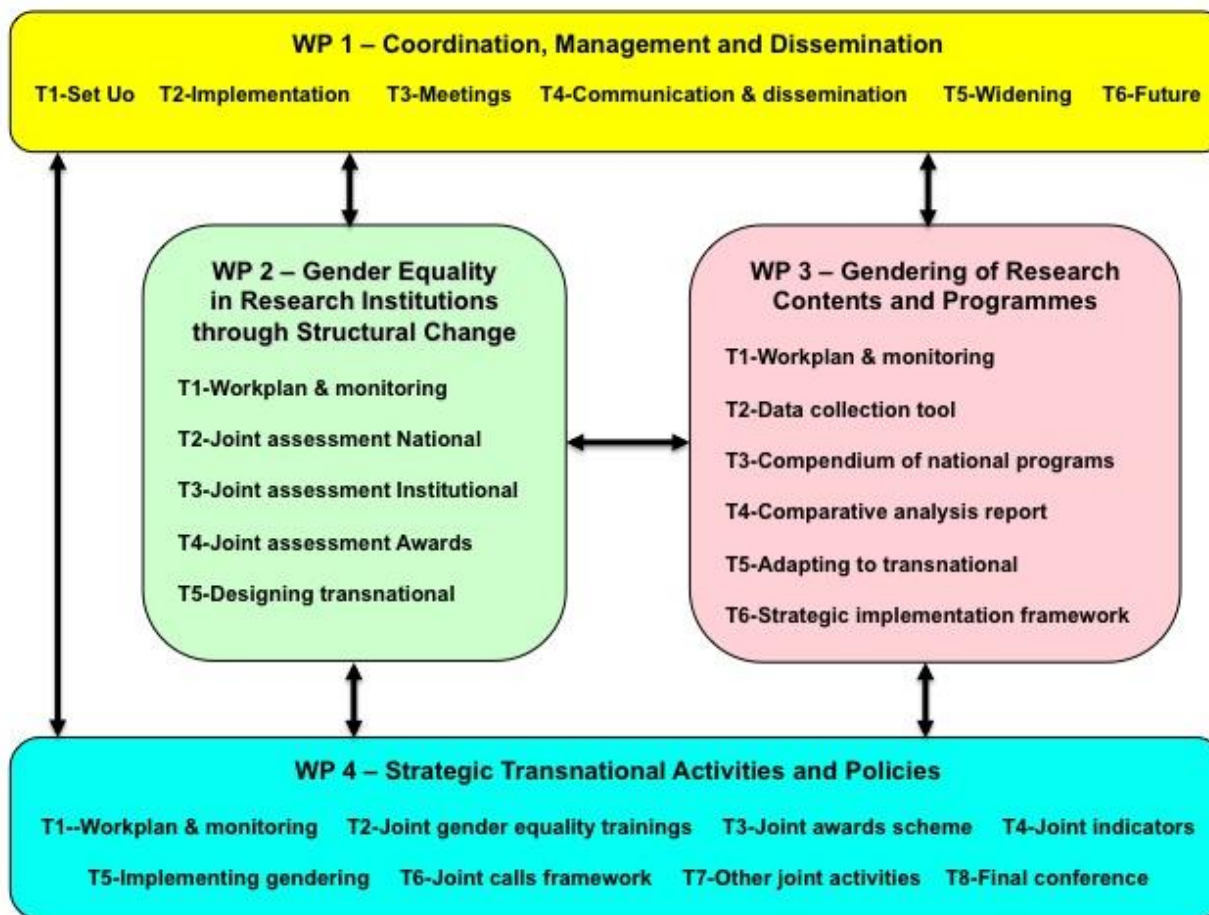 WP 1 – Coordination, Management and Dissemination
T1-Set Uo T2-Implementation T3-Meetings T4-Communication & dissemination T5-Widening T6-Future
WP 2 – Gender Equality
in Research Institutions
through Structural Change
T1-Workplan & monitoring
T2-Joint assessment National
T3-Joint assessment Institutional
T4-Joint assessment Awards
T5-Designing transnational
WP 3 – Gendering of Research
Contents and Programmes
T1-Workplan & monitoring
T2-Data collection tool
T3-Compendium of national programs
T4-Comparative analysis report
T5-Adapting to transnational
T6-Strategic implementation framework
WP 4 – Strategic Transnational Activities and Policies
T1--Workplan & monitoring T2-Joint gender equality trainings T3-Joint awards scheme T4-Joint indicators
T5-Implementing gendering T6-Joint calls framework T7-Other joint activities T8-Final conference